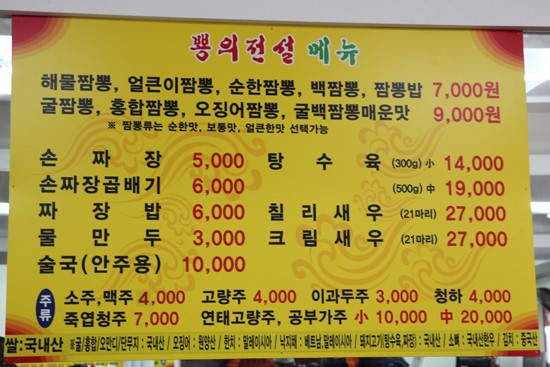 뿅의전설 메뉴
해물짬뽕, 얼큰이짬뽕, 순한짬뽕, 백짬뽕, 짬뽕밥 7,000원
굴짬뽕, 홍합짬뽕, 오징어짬뽕, 굴백짬뽕매운맛 9,000원
※ 짬뽕류는 순한맛, 보통맛, 얼큰한맛 선택가능
손 짜 장 5,000
손짜장곱배기 6,000
짜 장 밥 6,000
물 만 두 3,000
술국(안주용) 10,000
탕 수 육 (300g) 小 14,000
(500g) 中 19,000
칠 리 새 우 (21마리) 27,000
크 림 새 우 (21마리) 27,000
주류
소주,맥주 4,000 고량주 4,000 이과두주 3,000 청하 4,000
죽엽청주 7,000 연태고량주, 공부가주 小 10,000 中 20,000
쌀:국내산 ※굴/홍합/오만디/단무지 : 국내산 / 오징어 : 원양산 / 한치 : 말레이시아 / 낙지채 : 베트남,말레이시아 / 돼지고기(탕수육,짜장) : 국내산 / 소뼈 : 국내산한우 / 김치 : 중국산